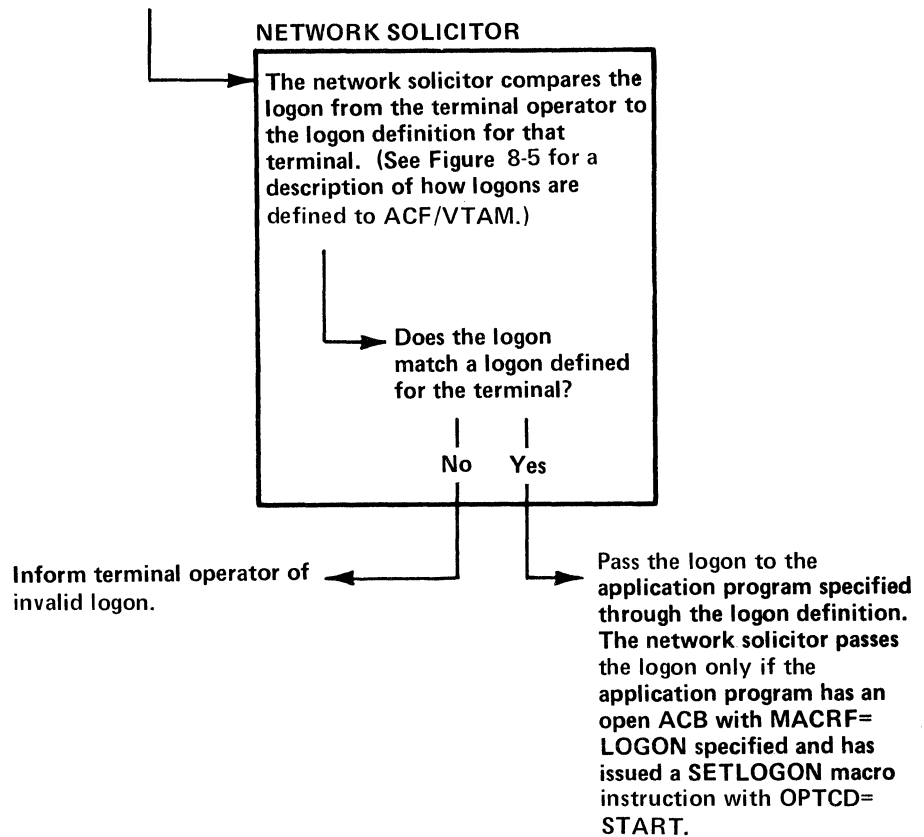 NETWORK SOLICITOR
The network solicitor compares the
logon from the terminal operator to
the logon definition for that
terminal. (See Figure 8-5 for a
description of how logons are
defined to ACF/VTAM.)
Does the logon
match a logon defined
for the terminal?
No Yes
Inform terminal operator of
invalid logon.
Pass the logon to the
application program specified
through the logon definition.
The network solicitor passes
the logon only if the
application program has an
open ACB with MACRF=
LOGON specified and has
issued a SETLOGON macro
instruction with OPTCD=
START.